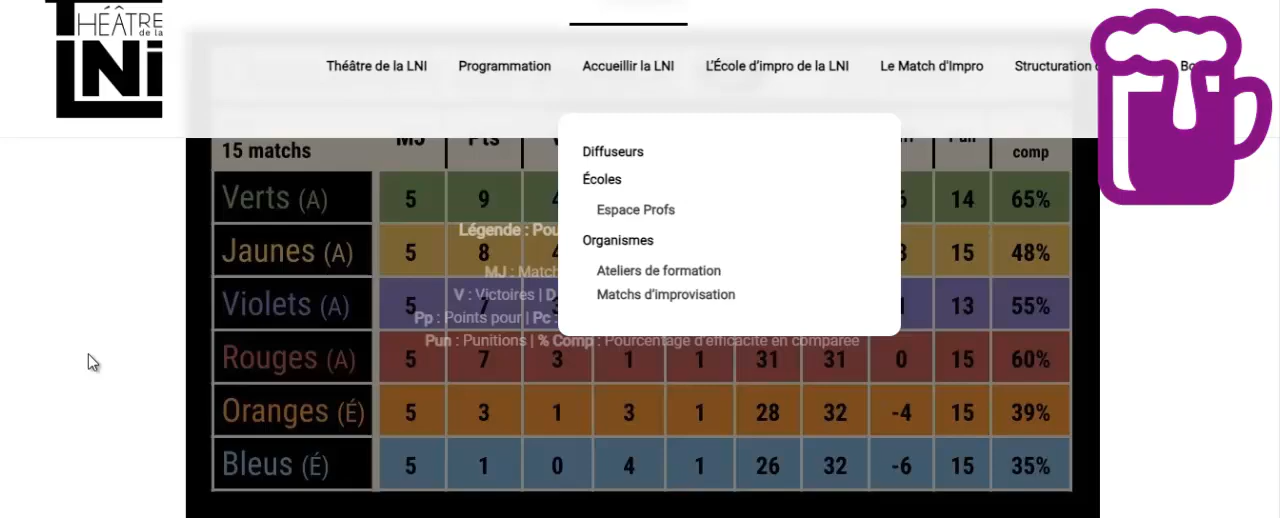 THÉÂTRE
de la
LNi
Théâtre de la LNI Programmation Accueillir la LNI L'École d'impro de la LNI Le Match d'Impro Structuration
Diffuseurs
Écoles
Espace Profs
Organismes
Ateliers de formation
Matchs d'improvisation
15 matchs MJ Pts comp
Verts (A) 5 9 14 65%
Légende :
Jaunes (A) 5 8 15 48%
MJ :
Violets (A) 5 7 13 55%
V : Victoires | D
Pp : Points pour | Pc :
Pun : Punitions | % Comp : Pourcentage d'efficacité en comparée
Rouges (A) 5 7 3 1 1 31 31 0 15 60%
Oranges (É) 5 3 1 3 1 28 32 -4 15 39%
Bleus (É) 5 1 0 4 1 26 32 -6 15 35%